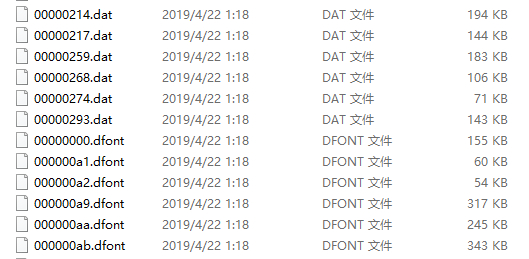 00000214.dat 2019/4/22 1:18 DAT 文件 194 KB
00000217.dat 2019/4/22 1:18 DAT 文件 144 KB
00000259.dat 2019/4/22 1:18 DAT 文件 183 KB
00000268.dat 2019/4/22 1:18 DAT 文件 106 KB
00000274.dat 2019/4/22 1:18 DAT 文件 71 KB
00000293.dat 2019/4/22 1:18 DAT 文件 143 KB
00000000.dfont 2019/4/22 1:18 DFONT 文件 155 KB
000000a1.dfont 2019/4/22 1:18 DFONT 文件 60 KB
000000a2.dfont 2019/4/22 1:18 DFONT 文件 54 KB
000000a9.dfont 2019/4/22 1:18 DFONT 文件 317 KB
000000aa.dfont 2019/4/22 1:18 DFONT 文件 245 KB
000000ab.dfont 2019/4/22 1:18 DFONT 文件 343 KB